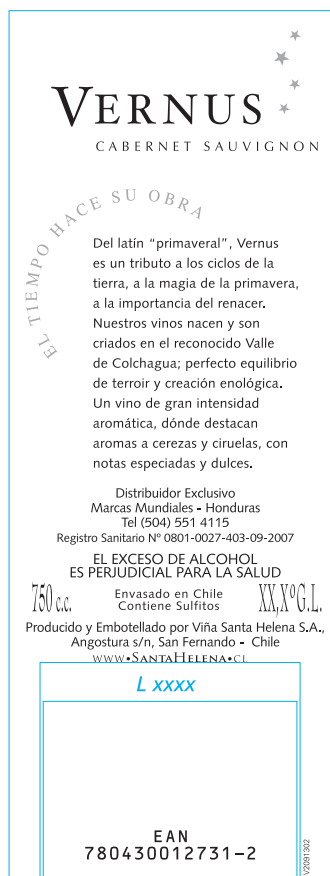 VERNUS
CABERNET SAUVIGNON
EL TIEMPO HACE SU OBRA
Del latín “primaveral”, Vernus
es un tributo a los ciclos de la
tierra, a la magia de la primavera,
a la importancia del renacer.
Nuestros vinos nacen y son
criados en el reconocido Valle
de Colchagua; perfecto equilibrio
de terroir y creación enológica.
Un vino de gran intensidad
aromática, dónde destacan
aromas a cerezas y ciruelas, con
notas especiadas y dulces.
Distribuidor Exclusivo
Marcas Mundiales - Honduras
Tel (504) 551 4115
Registro Sanitario Nº 0801-0027-403-09-2007
EL EXCESO DE ALCOHOL
ES PERJUDICIAL PARA LA SALUD
750 c.c.
Envasado en Chile
Contiene Sulfitos
XX,XºG.L.
Producido y Embotellado por Viña Santa Helena S.A.,
Angostura s/n, San Fernando - Chile
WWW•SANTAHELENA•CL
L xxxx
EAN
780430012731-2
V2091302